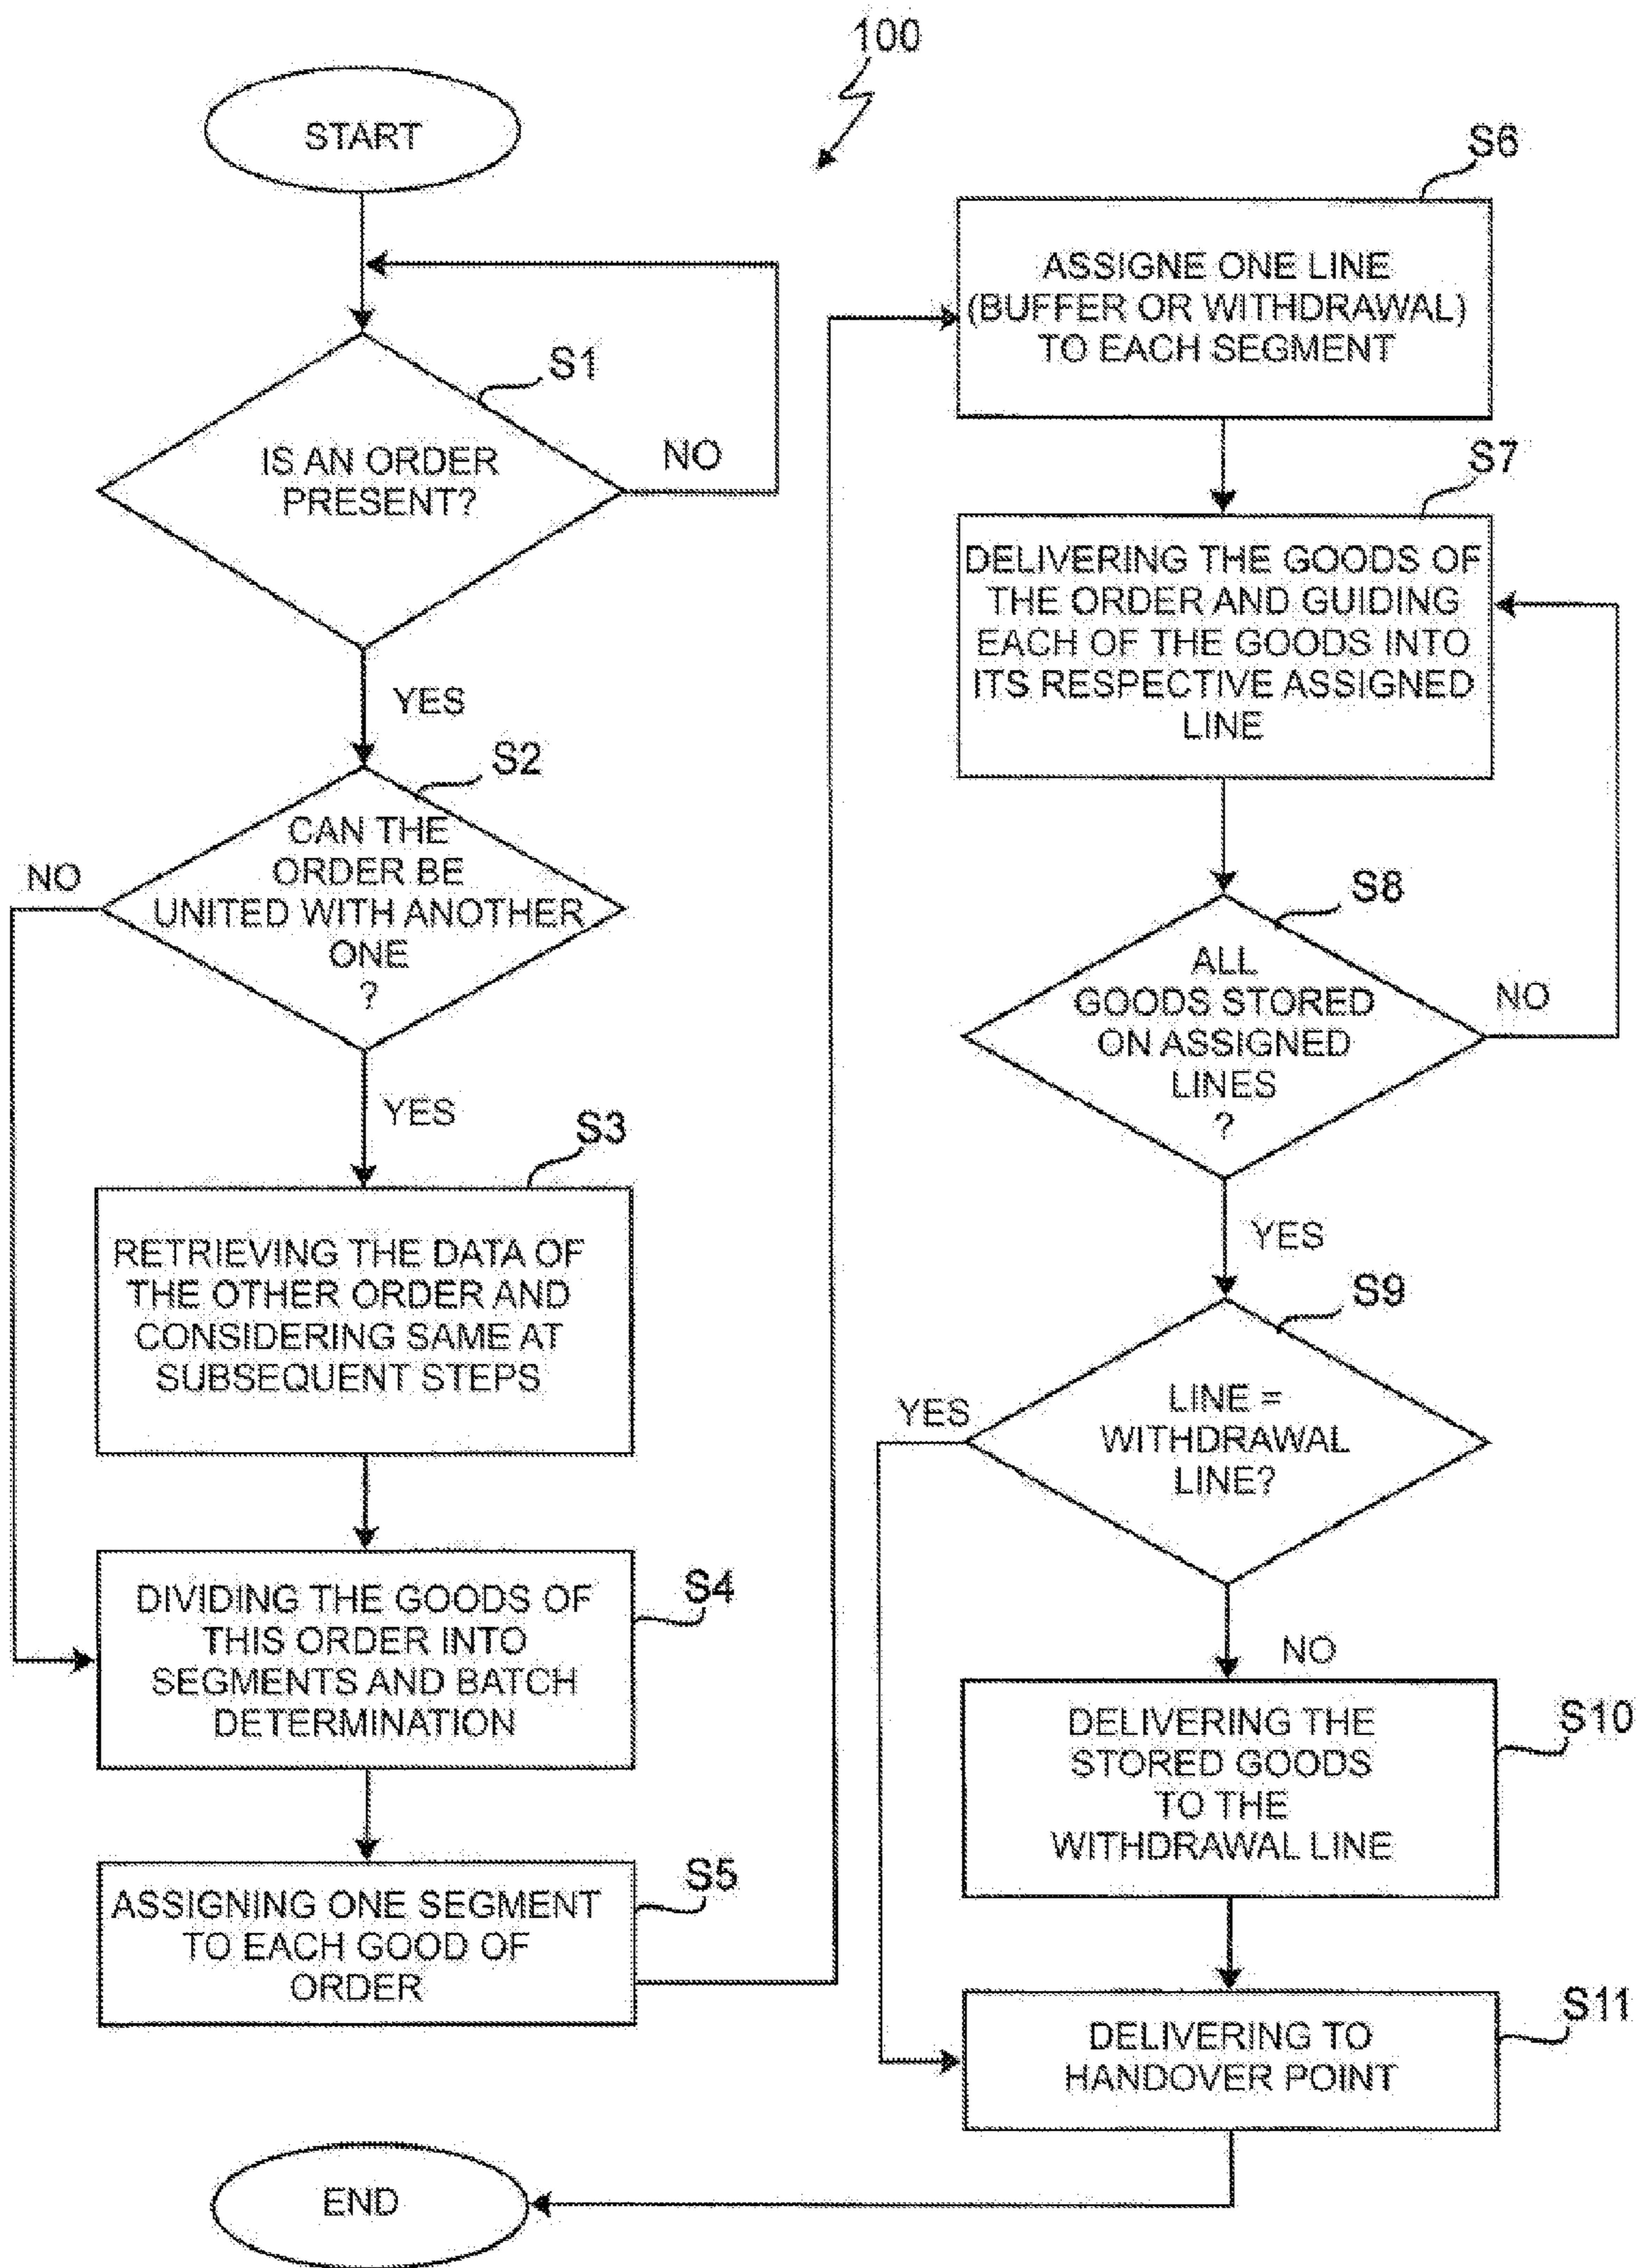 100
START
S1
IS AN ORDER
PRESENT?
NO
YES
S2
CAN THE
ORDER BE
UNITED WITH ANOTHER
ONE
?
NO
YES
S3
RETRIEVING THE DATA OF
THE OTHER ORDER AND
CONSIDERING SAME AT
SUBSEQUENT STEPS
S4
DIVIDING THE GOODS OF
THIS ORDER INTO
SEGMENTS AND BATCH
DETERMINATION
S5
ASSIGNING ONE SEGMENT
TO EACH GOOD OF
ORDER
S6
ASSIGNE ONE LINE
(BUFFER OR WITHDRAWAL)
TO EACH SEGMENT
S7
DELIVERING THE GOODS OF
THE ORDER AND GUIDING
EACH OF THE GOODS INTO
ITS RESPECTIVE ASSIGNED
LINE
S8
ALL
GOODS STORED
ON ASSIGNED
LINES
?
NO
YES
S9
LINE =
WITHDRAWAL
LINE?
YES
NO
S10
DELIVERING THE
STORED GOODS
TO THE
WITHDRAWAL LINE
S11
DELIVERING TO
HANDOVER POINT
END